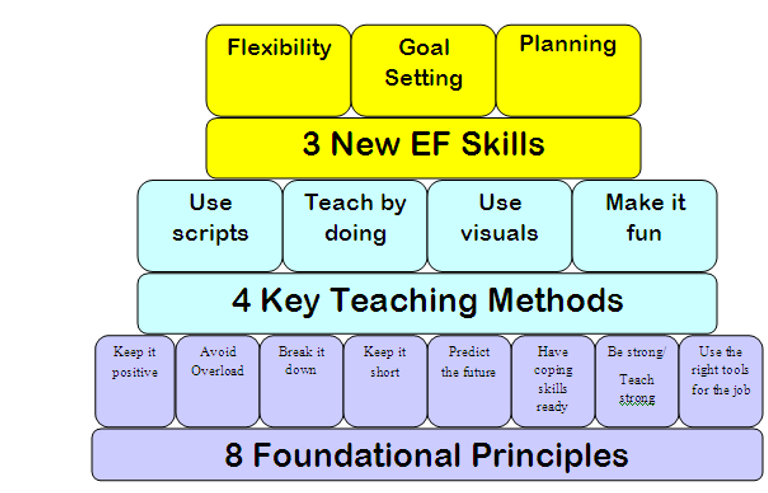 Flexibility
Goal
Setting
Planning
3 New EF Skills
Use
scripts
Teach by
doing
Use
visuals
Make it
fun
4 Key Teaching Methods
Keep it
positive
Avoid
Overload
Break it
down
Keep it
short
Predict
the future
Have
coping
skills
ready
Be strong/
Teach
strong
Use the
right tools
for the job
8 Foundational Principles